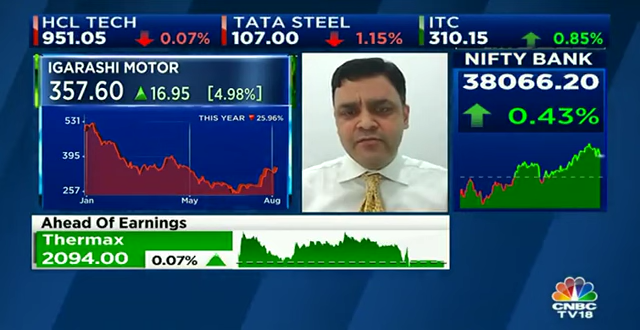 HCL TECH
951.05 0.07%
TATA STEEL
107.00 1.15%
ITC
310.15 0.85%
IGARASHI MOTOR
357.60 16.95 [4.98%]
THIS YEAR 25.96%
531
395
257
Jan May Aug
NIFTY BANK
38066.20
0.43%
Ahead Of Earnings
Thermax
2094.00 0.07%
CNBC
TV18